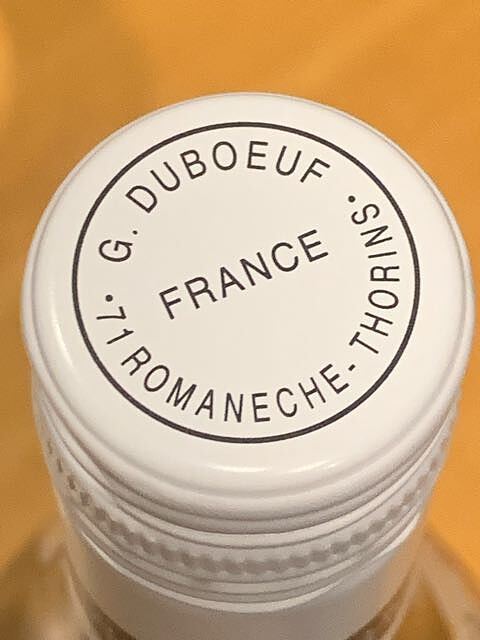 G. DUBOEUF
FRANCE
• 71 ROMANECHE-THORINS •